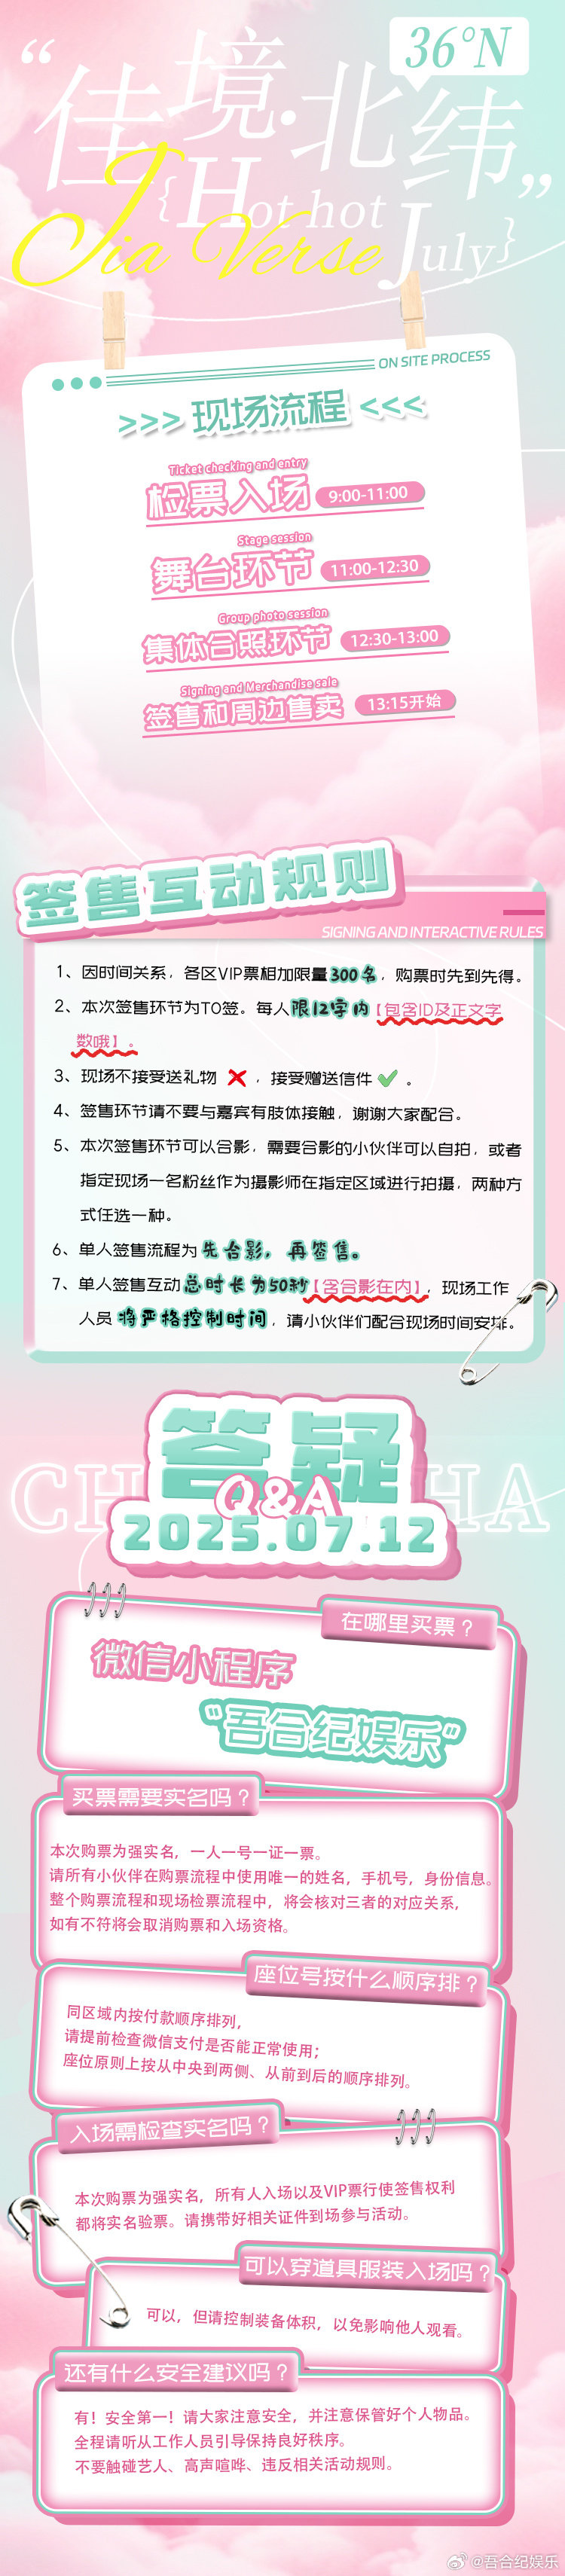 36°N
“佳境·北纬”
{Hot hot July}
Jia Verse
ON SITE PROCESS
>>> 现场流程 <<<
Ticket checking and entry
检票入场 9:00-11:00
Stage session
舞台环节 11:00-12:30
Group photo session
集体合照环节 12:30-13:00
Signing and Merchandise sale
签售和周边售卖 13:15开始
签售互动规则
SIGNING AND INTERACTIVE RULES
1、因时间关系，各区VIP票相加限量300名，购票时先到先得。
2、本次签售环节为TO签。每人限12字内【包含ID及正文字
数哦】。
3、现场不接受送礼物 ❌ ，接受赠送信件 ✅ 。
4、签售环节请不要与嘉宾有肢体接触，谢谢大家配合。
5、本次签售环节可以合影，需要合影的小伙伴可以自拍，或者
指定现场一名粉丝作为摄影师在指定区域进行拍摄，两种方
式任选一种。
6、单人签售流程为先合影，再签售。
7、单人签售互动总时长为50秒【含合影在内】，现场工作
人员将严格控制时间，请小伙伴们配合现场时间安排。
答疑
Q&A
CH HA
2025.07.12
在哪里买票？
微信小程序
“吾合纪娱乐”
买票需要实名吗？
本次购票为强实名，一人一号一证一票。
请所有小伙伴在购票流程中使用唯一的姓名，手机号，身份信息。
整个购票流程和现场检票流程中，将会核对三者的对应关系，
如有不符将会取消购票和入场资格。
座位号按什么顺序排？
同区域内按付款顺序排列，
请提前检查微信支付是否能正常使用；
座位原则上按从中央到两侧、从前到后的顺序排列。
入场需检查实名吗？
本次购票为强实名，所有人入场以及VIP票行使签售权利
都将实名验票。请携带好相关证件到场参与活动。
可以穿道具服装入场吗？
可以，但请控制装备体积，以免影响他人观看。
还有什么安全建议吗？
有！安全第一！请大家注意安全，并注意保管好个人物品。
全程请听从工作人员引导保持良好秩序。
不要触碰艺人、高声喧哗、违反相关活动规则。
@吾合纪娱乐